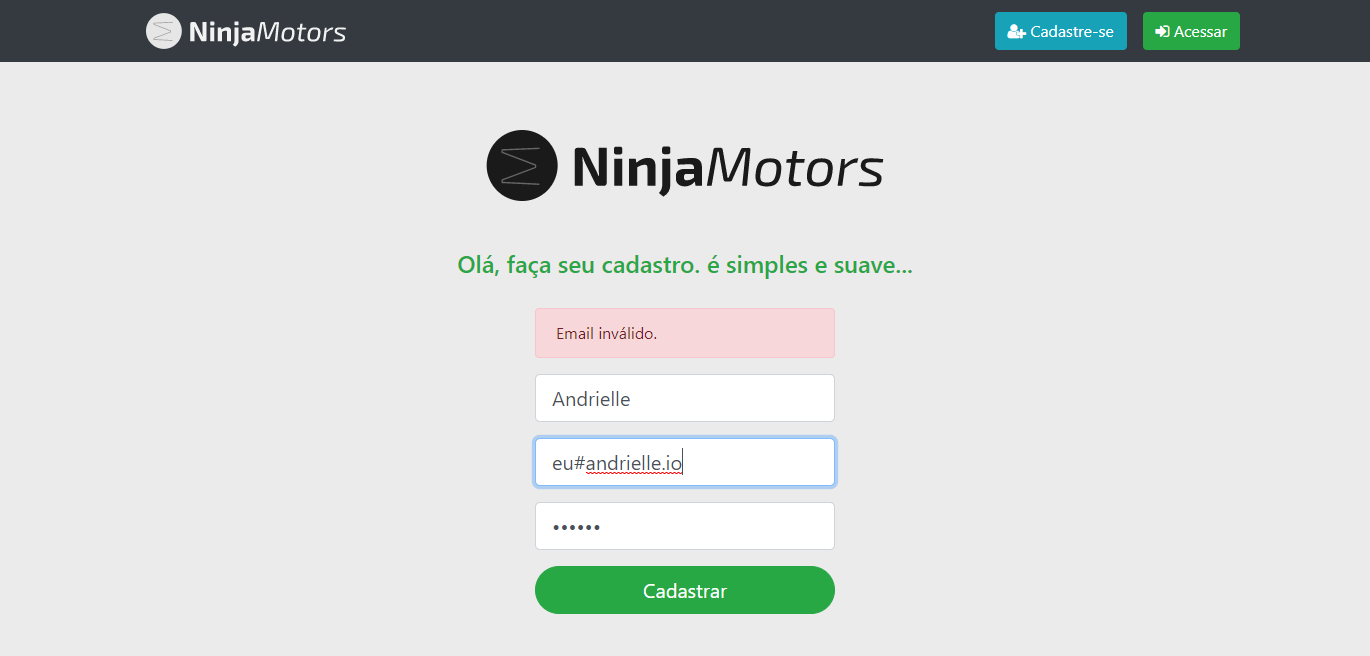 NinjaMotors
Cadastre-se
Acessar
NinjaMotors
Olá, faça seu cadastro. é simples e suave...
Email inválido.
Andrielle
eu#andrielle.io
••••••
Cadastrar